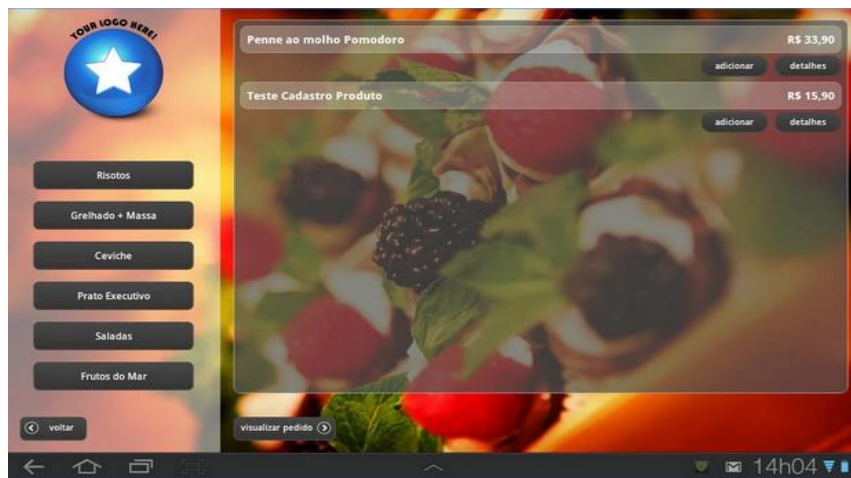 YOUR LOGO HERE!
Risotos
Grelhado + Massa
Ceviche
Prato Executivo
Saladas
Frutos do Mar
voltar
Penne ao molho Pomodoro R$ 33,90
adicionar detalhes
Teste Cadastro Produto R$ 15,90
adicionar detalhes
visualizar pedido
14h04